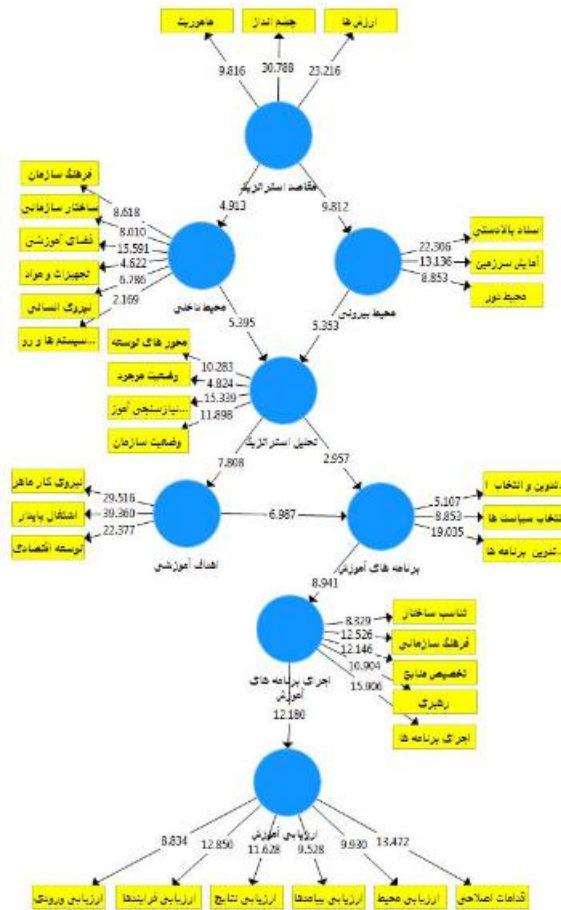 ماموریت
چشم انداز
ارزش ها
9.816
30.788
23.216
مقاصد استراتژیک
4.913
9.812
فرهنگ سازمان
ساختار سازمانی
فضای آموزشی
تجهیزات و مواد
نیروی انسانی
سیستم ها و رو...
8.618
8.010
15.591
4.622
6.786
2.169
محیط داخلی
اسناد بالادستی
آمایش سرزمین
محیط دور
22.306
13.136
8.853
محیط بیرونی
5.395
5.353
محور های توسعه
وضعیت موجود
نیازسنجی آموز...
وضعیت سازمان
10.283
4.824
15.339
11.898
تحلیل استراتژیک
7.808
2.957
نیروی کار ماهر
اشتغال پایدار
توسعه اقتصادی
29.516
39.360
22.377
اهداف آموزشی
6.987
تدوین و انتخاب ا...
نتخاب سیاست ها
تدوین برنامه ها...
5.107
8.853
19.035
برنامه های آموزش
8.941
تناسب ساختار
فرهنگ سازمانی
تخصیص منابع
رهبری
اجرای برنامه ها
8.329
12.526
12.146
10.904
15.906
اجرای برنامه های
آموزش
12.180
ارزیابی آموزش
8.834
12.850
11.628
9.528
9.930
13.472
ارزیابی ورودی
ارزیابی فرایندها
ارزیابی نتایج
ارزیابی پیامدها
ارزیابی محیط
قدامات اصلاحی